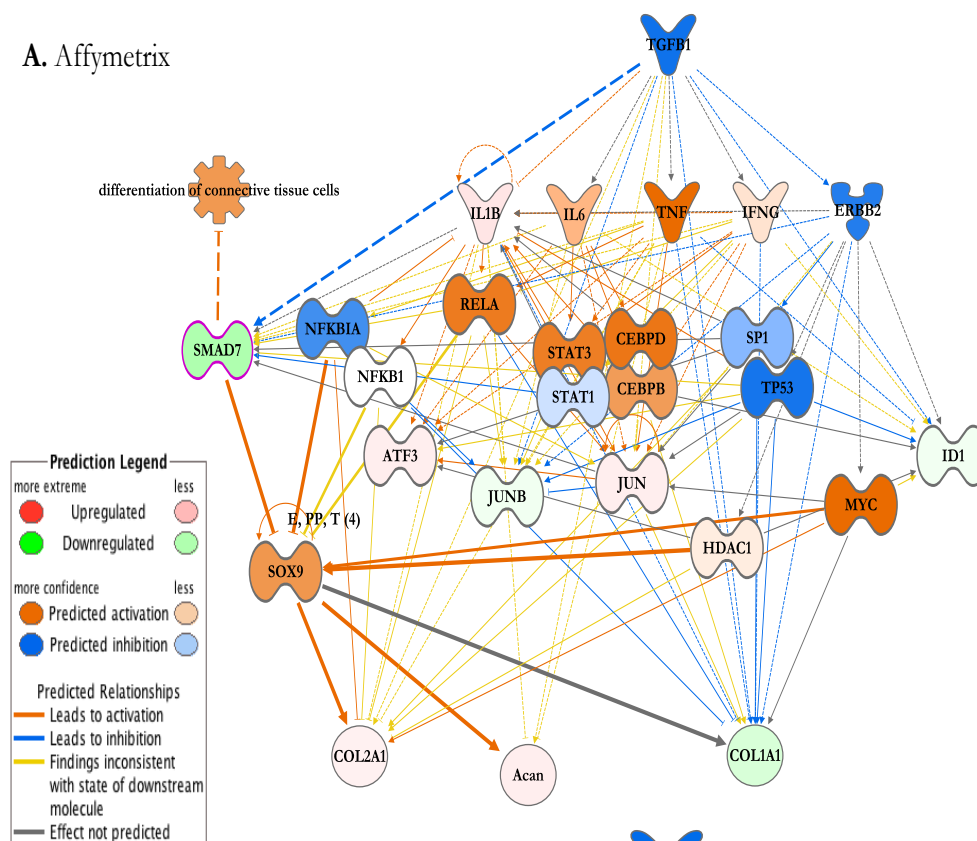 A. Affymetrix
TGFB1
differentiation of connective tissue cells
IL1B
IL6
TNF
IFNG
ERBB2
RELA
NFKBIA
SMAD7
NFKB1
STAT3
CEBPD
SP1
STAT1
CEBPB
TP53
ATF3
JUNB
JUN
ID1
MYC
E, PP, T (4)
HDAC1
SOX9
COL2A1
Acan
COL1A1
Prediction Legend
more extreme less
Upregulated
Downregulated
more confidence less
Predicted activation
Predicted inhibition
Predicted Relationships
Leads to activation
Leads to inhibition
Findings inconsistent
with state of downstream
molecule
Effect not predicted